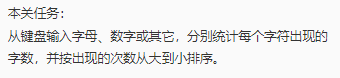 本关任务：
从键盘输入字母、数字或其它，分别统计每个字符出现的
字数，并按出现的次数从大到小排序。